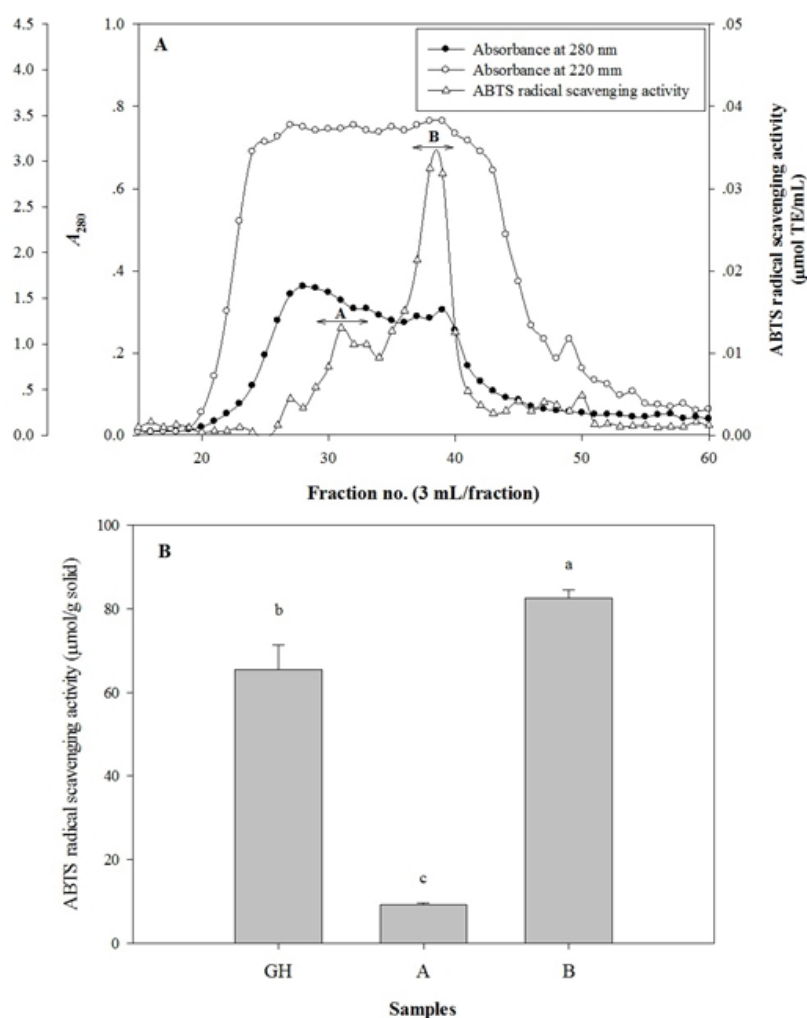 4.5
4.0
3.5
3.0
2.5
2.0
1.5
1.0
0.5
0.0
A280
1.0
.8
.6
.4
.2
0.0
A
Absorbance at 280 nm
Absorbance at 220 mm
ABTS radical scavenging activity
B
A
.05
.04
.03
.02
.01
0.00
ABTS radical scavenging activity
(μmol TE/mL)
20
30
40
50
60
Fraction no. (3 mL/fraction)
ABTS radical scavenging activity (μmol/g solid)
100
80
60
40
20
0
B
b
c
a
GH
A
B
Samples